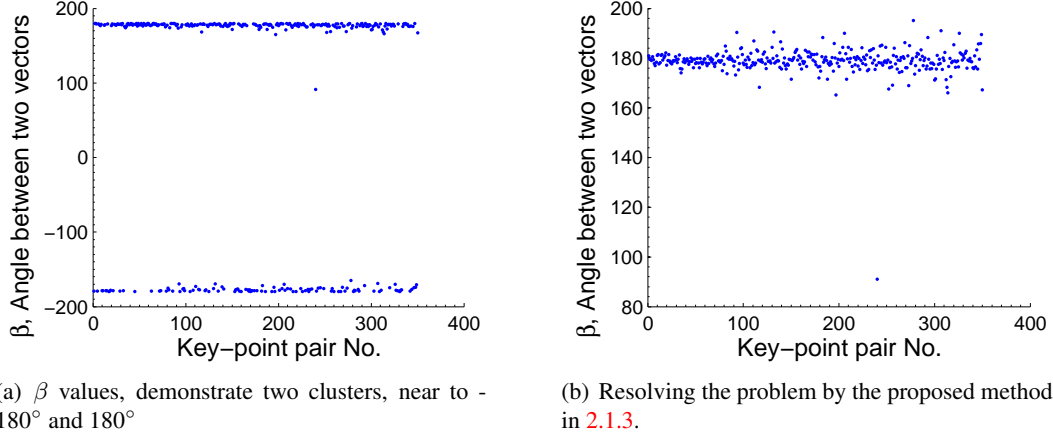 200
100
0
−100
−200
0
100
200
300
400
β, Angle between two vectors
Key−point pair No.
200
180
160
140
120
100
80
0
100
200
300
400
β, Angle between two vectors
Key−point pair No.
a) β values, demonstrate two clusters, near to -
180° and 180°
(b) Resolving the problem by the proposed method
in 2.1.3.